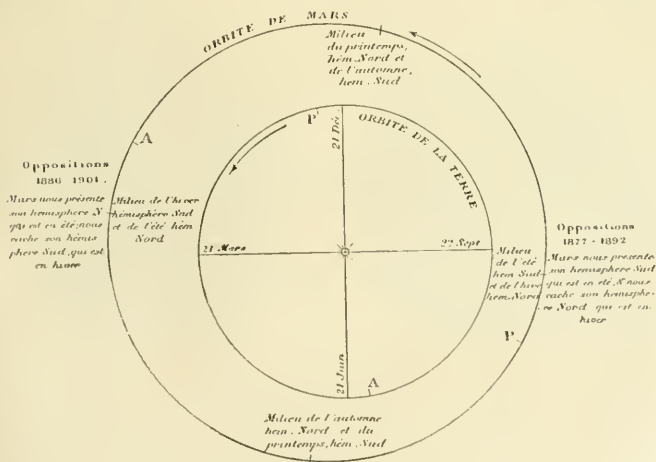 ORBITE DE MARS
Milieu
du printemps,
hém. Nord et
de l'automne,
hém. Sud
P
21 Déc.
ORBITE DE LA TERRE
A
Oppositions
1886 1901.
Mars nous présente
son hémisphère N
qui est en été; nous
cache son hémis
phère Sud, qui est
en hiver
Milieu de l'hiver
hémisphère Sud
et de l'été hém
Nord
21 Mars
Sept
Milieu
de l'été
hém Sud
et de l'hiver
hém. Nord
Oppositions
1877 - 1892
Mars nous présente
son hémisphère Sud
qui est en été, & nous
cache son hémisphè-
re Nord qui est en
hiver
P
21 Juin
A
Milieu de l'automne
hém. Nord et du
printemps, hém. Sud